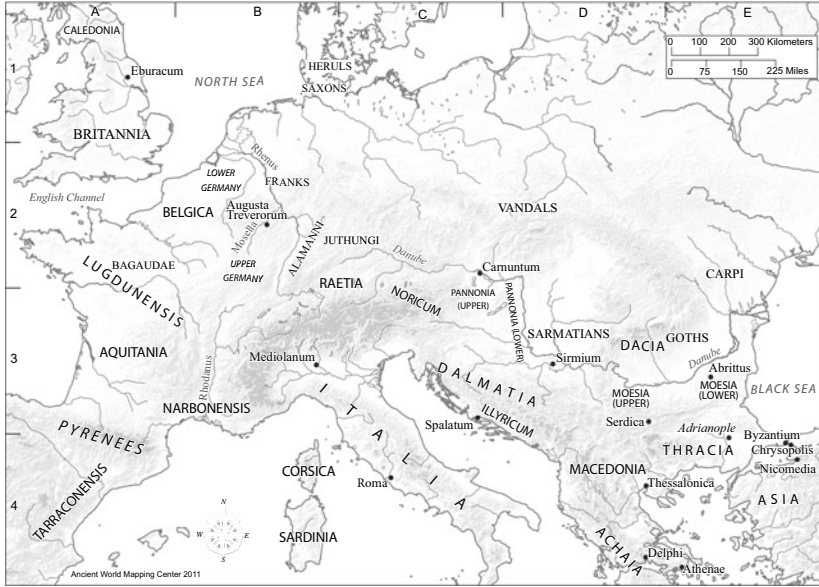 A B C D E
CALEDONIA
0 100 200 300 Kilometers
0 75 150 225 Miles
1
Eburacum
NORTH SEA
HERULS
SAXONS
BRITANNIA
Rhenus
LOWER
GERMANY
FRANKS
English Channel
2
BELGICA
Augusta
Treverorum
VANDALS
Mosella
ALAMANNI
JUTHUNGI
Danube
BAGAUDAE
UPPER
GERMANY
Carnuntum
CARPI
LUGDUNENSIS
RAETIA
NORICUM
PANNONIA
(UPPER)
PANNONIA (LOWER)
SARMATIANS
DACIA
GOTHS
3
AQUITANIA
Rhodanus
Mediolanum
Sirmium
Danube
Abrittus
DALMATIA
MOESIA
(UPPER)
MOESIA
(LOWER)
BLACK SEA
NARBONENSIS
ITALIA
ILLYRICUM
Spalatum
Serdica
Adrianople
PYRENEES
THRACIA
Byzantium
Chrysopolis
Nicomedia
TARRACONENSIS
CORSICA
Roma
MACEDONIA
Thessalonica
ASIA
4
N
W E
S
SARDINIA
ACHAIA
Delphi
Athenae
Ancient World Mapping Center 2011